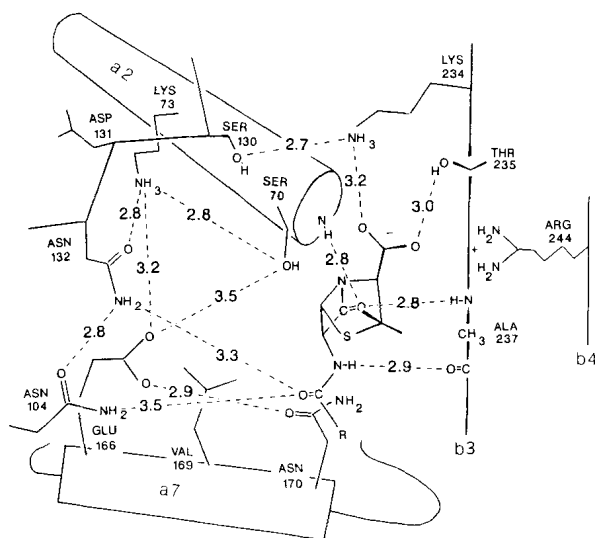 a2
LYS
73
ASP
131
SER
130
2.7
NH3
LYS
234
SER
70
HO
THR
235
O
H
NH3
2.8
2.8
3.2
3.0
N
H
O
O
-
+
H2N
H2N
ARG
244
ASN
132
O
3.2
2.8
OH
N
3.5
C
O
2.8
H-N
S
NH2
O
2.8
CH3
ALA
237
b4
3.3
N-H
2.9
O=C
O
O
2.9
O
ASN
104
NH2
3.5
O
NH2
GLU
166
O
R
b3
VAL
169
ASN
170
a7